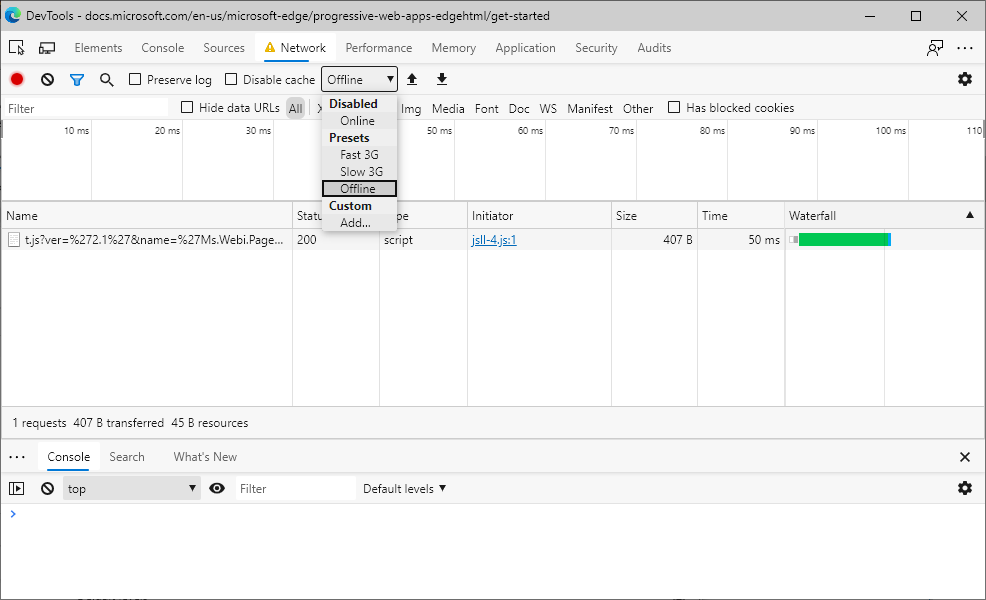 DevTools - docs.microsoft.com/en-us/microsoft-edge/progressive-web-apps-edgehtml/get-started
Elements Console Sources Network Performance Memory Application Security Audits
Preserve log Disable cache Offline
Filter Hide data URLs All Img Media Font Doc WS Manifest Other Has blocked cookies
Disabled
Online
Presets
Fast 3G
Slow 3G
Offline
Custom
Add...
10 ms 20 ms 30 ms 50 ms 60 ms 70 ms 80 ms 90 ms 100 ms 110
Name Initiator Size Time Waterfall
t.js?ver=%272.1%27&name=%27Ms.Webi.Page... 200 script jsll-4.js:1 407 B 50 ms
1 requests 407 B transferred 45 B resources
Console Search What's New
top Filter Default levels